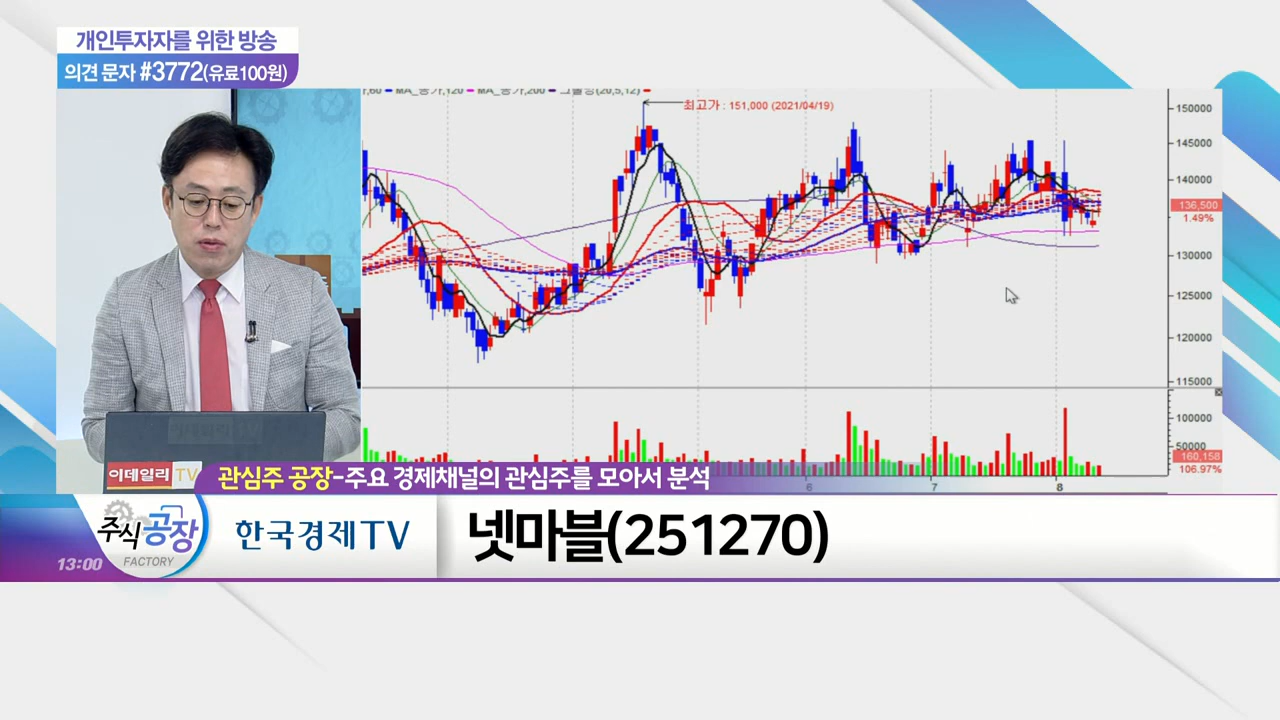 개인투자자를 위한 방송
의견 문자 #3772(유료100원)
최고가 : 151,000 (2021/04/19)
150000
145000
140000
136,500
1.49%
130000
125000
120000
115000
100000
50000
160,158
106.97%
6 7 8
이데일리 TV
관심주 공장-주요 경제채널의 관심주를 모아서 분석
주식공장
FACTORY
13:00
한국경제TV
넷마블(251270)